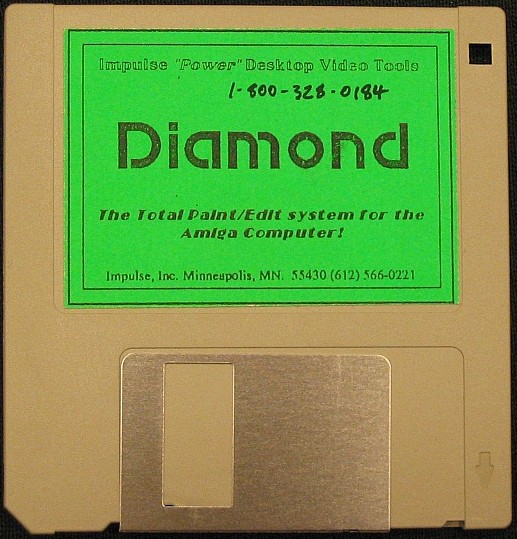 Impulse "Power" Desktop Video Tools
1-800-328-0184
Diamond
The Total Paint/Edit system for the
Amiga Computer!
Impulse, Inc. Minneapolis, MN. 55430 (612) 566-0221